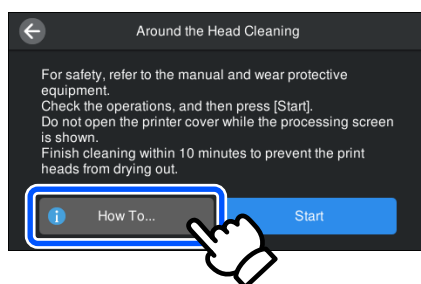 Around the Head Cleaning
For safety, refer to the manual and wear protective
equipment.
Check the operations, and then press [Start].
Do not open the printer cover while the processing screen
is shown.
Finish cleaning within 10 minutes to prevent the print
heads from drying out.
How To...
Start